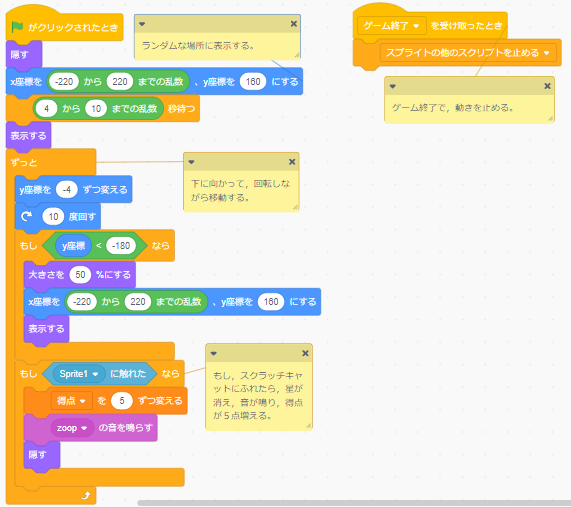 がクリックされたとき
ランダムな場所に表示する。
隠す
x座標を -220 から 220 までの乱数 、y座標を 160 にする
4 から 10 までの乱数 秒待つ
表示する
ずっと
下に向かって，回転しな
がら移動する。
y座標を -4 ずつ変える
10 度回す
もし y座標 < -180 なら
大きさを 50 %にする
x座標を -220 から 220 までの乱数 、y座標を 160 にする
表示する
もし Sprite1 に触れた なら
もし，スクラッチキャ
ットにふれたら，星が
消え，音が鳴り，得点
が５点増える。
得点 を 5 ずつ変える
zoop の音を鳴らす
隠す
ゲーム終了 を受け取ったとき
スプライトの他のスクリプトを止める
ゲーム終了で，動きを止める。